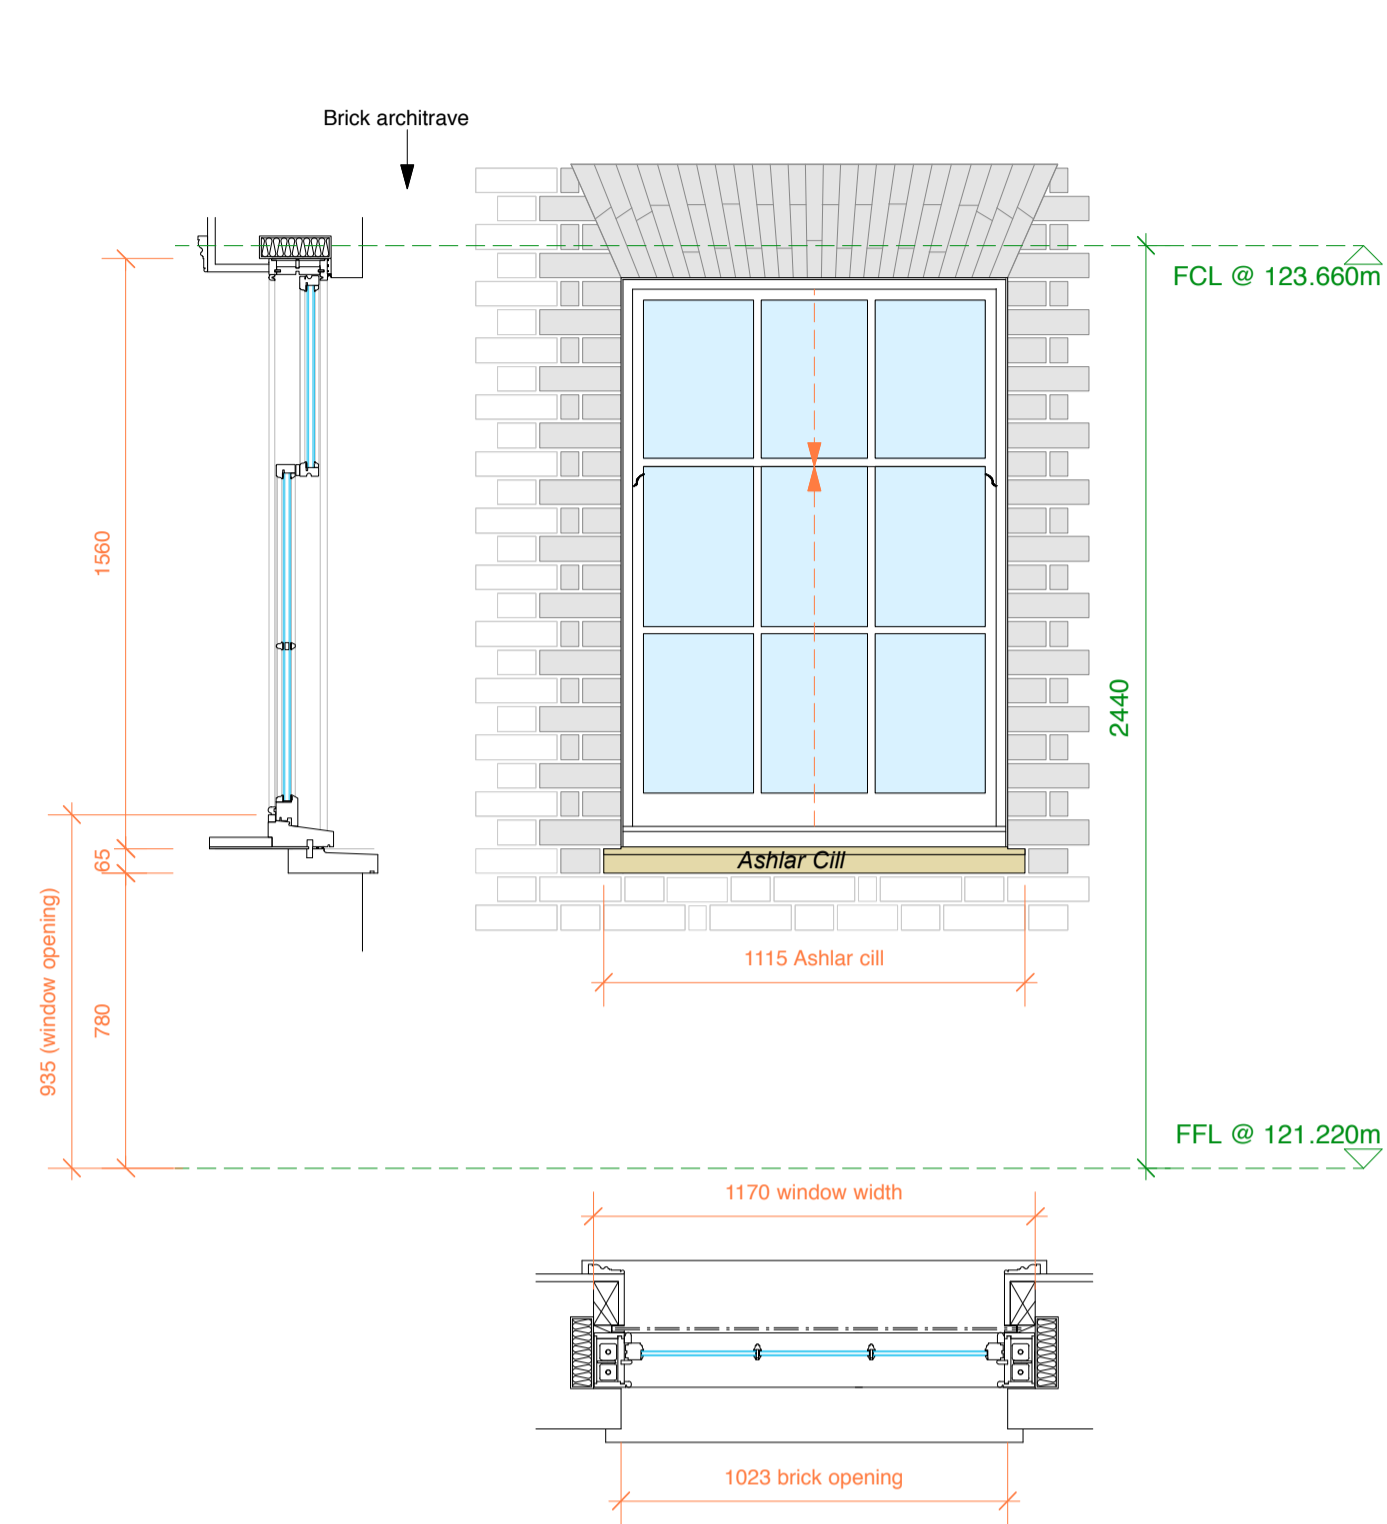 Brick architrave
FCL @ 123.660m
1560
2440
65
Ashlar Cill
935 (window opening)
780
1115 Ashlar cill
FFL @ 121.220m
1170 window width
1023 brick opening